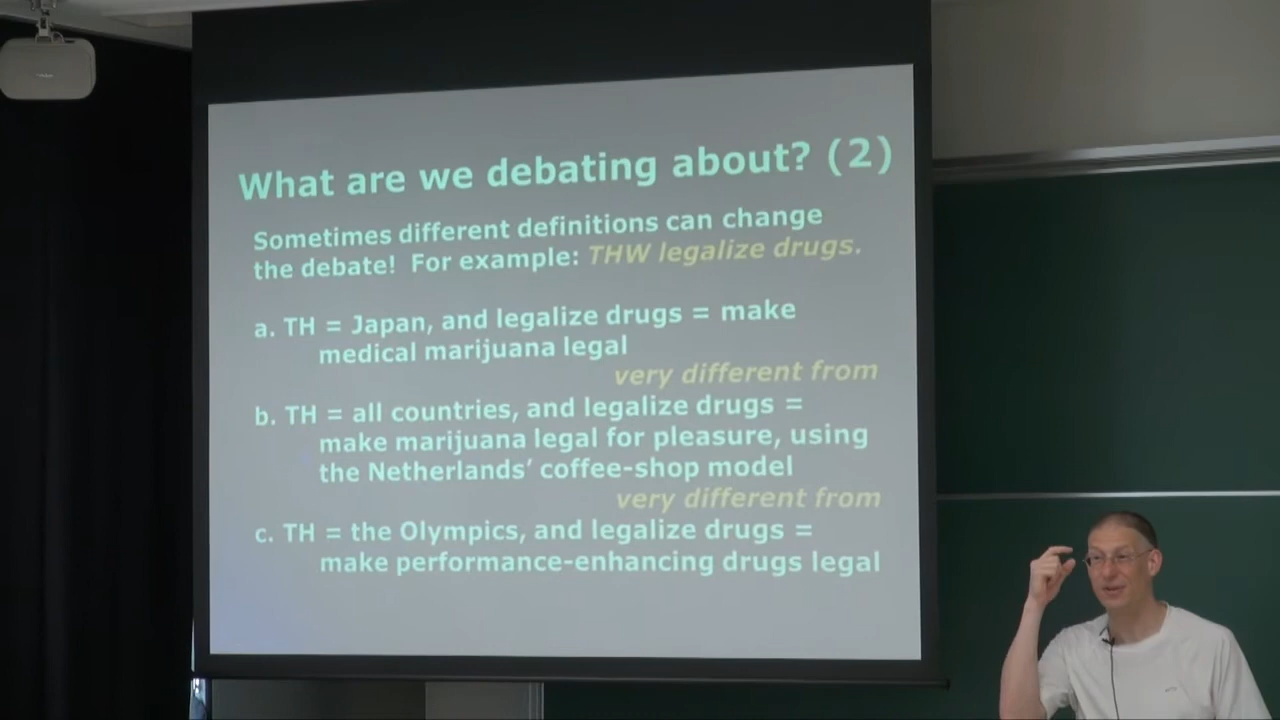 What are we debating about? (2)
Sometimes different definitions can change
the debate! For example: THW legalize drugs.
a. TH = Japan, and legalize drugs = make
medical marijuana legal
very different from
b. TH = all countries, and legalize drugs =
make marijuana legal for pleasure, using
the Netherlands' coffee-shop model
very different from
c. TH = the Olympics, and legalize drugs =
make performance-enhancing drugs legal